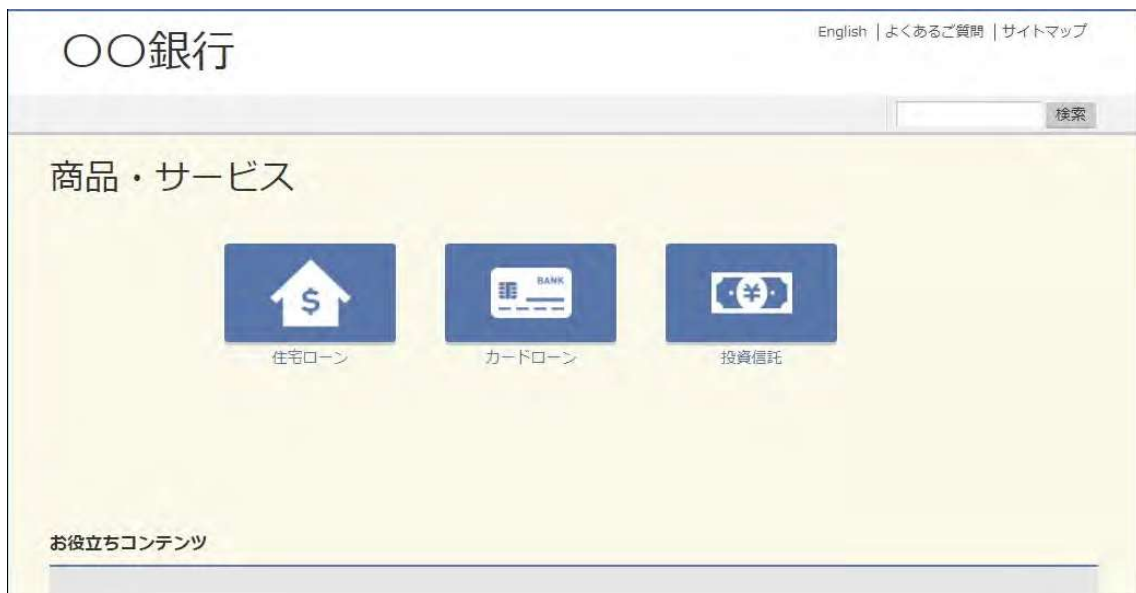 〇〇銀行
English | よくあるご質問 | サイトマップ
検索
商品・サービス
$
BANK
¥
住宅ローン
カードローン
投資信託
お役立ちコンテンツ